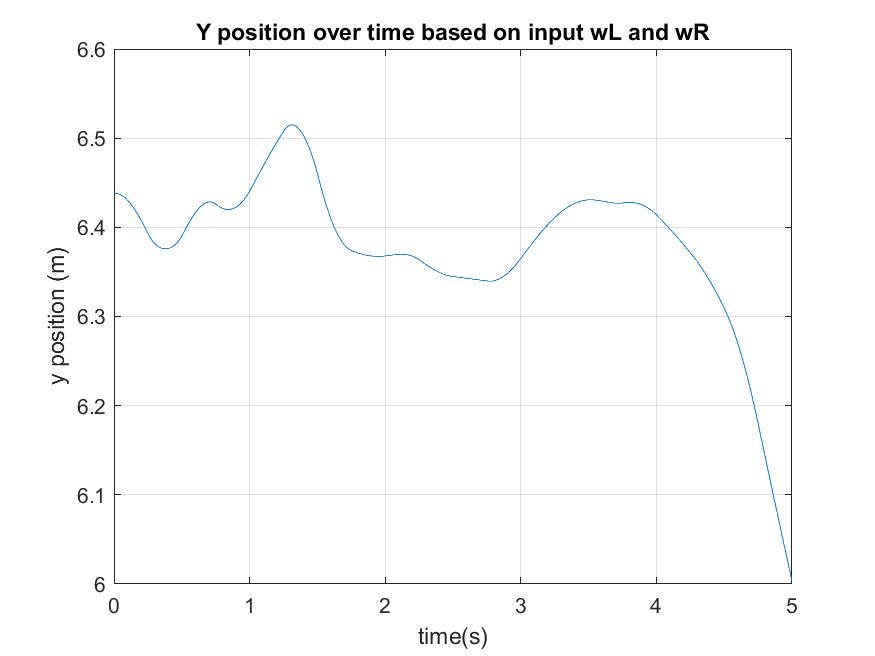 Y position over time based on input wL and wR
6.6
6.5
6.4
6.3
6.2
6.1
6
y position (m)
0 1 2 3 4 5
time(s)